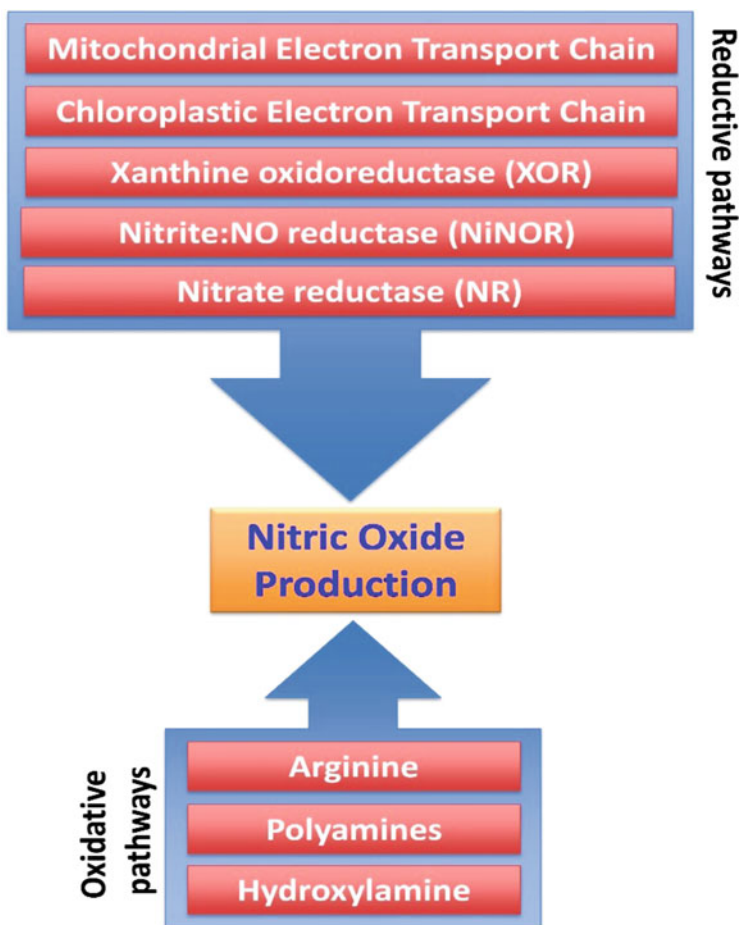 Mitochondrial Electron Transport Chain
Chloroplastic Electron Transport Chain
Xanthine oxidoreductase (XOR)
Nitrite:NO reductase (NiNOR)
Nitrate reductase (NR)
Reductive pathways
Nitric Oxide
Production
Oxidative
pathways
Arginine
Polyamines
Hydroxylamine